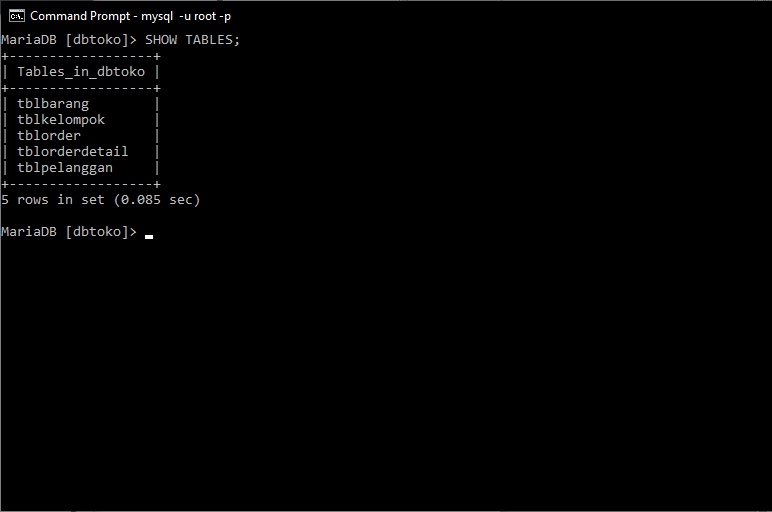 Command Prompt - mysql -u root -p
MariaDB [dbtoko]> SHOW TABLES;
+------------------+
| Tables_in_dbtoko |
+------------------+
| tblbarang        |
| tblkelompok      |
| tblorder         |
| tblorderdetail   |
| tblpelanggan     |
+------------------+
5 rows in set (0.085 sec)
MariaDB [dbtoko]>